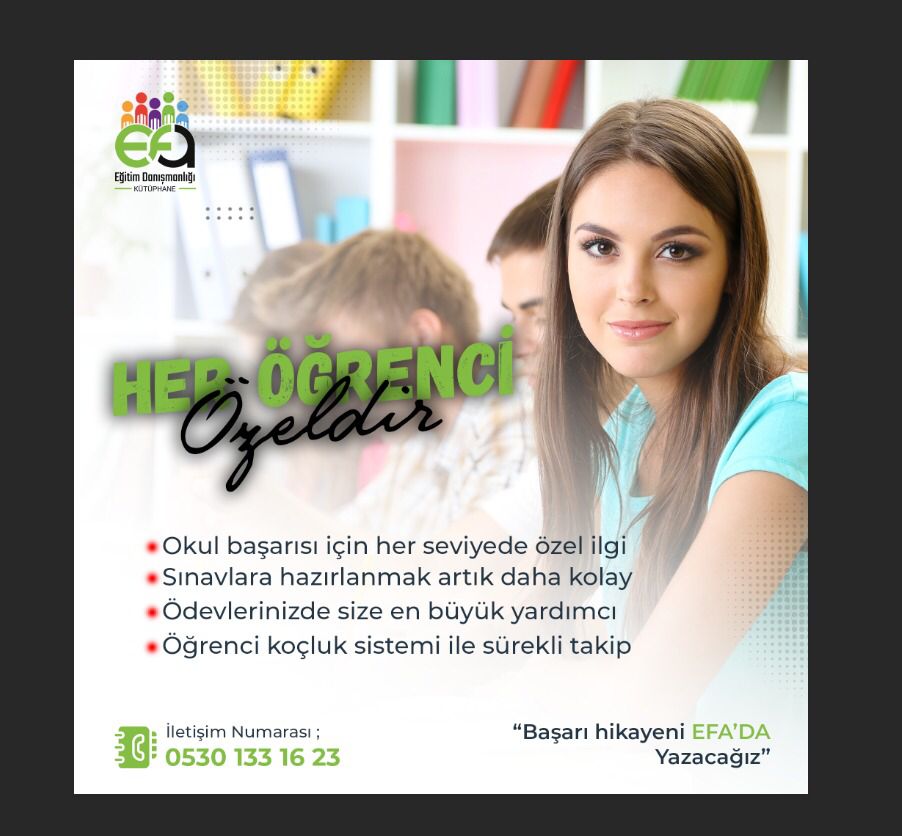 efa
Eğitim Danışmanlığı
KÜTÜPHANE
HER ÖĞRENCİ
Özeldir
Okul başarısı için her seviyede özel ilgi
Sınavlara hazırlanmak artık daha kolay
Ödevlerinizde size en büyük yardımcı
Öğrenci koçluk sistemi ile sürekli takip
İletişim Numarası ;
0530 133 16 23
“Başarı hikayeni EFA’DA
Yazacağız”